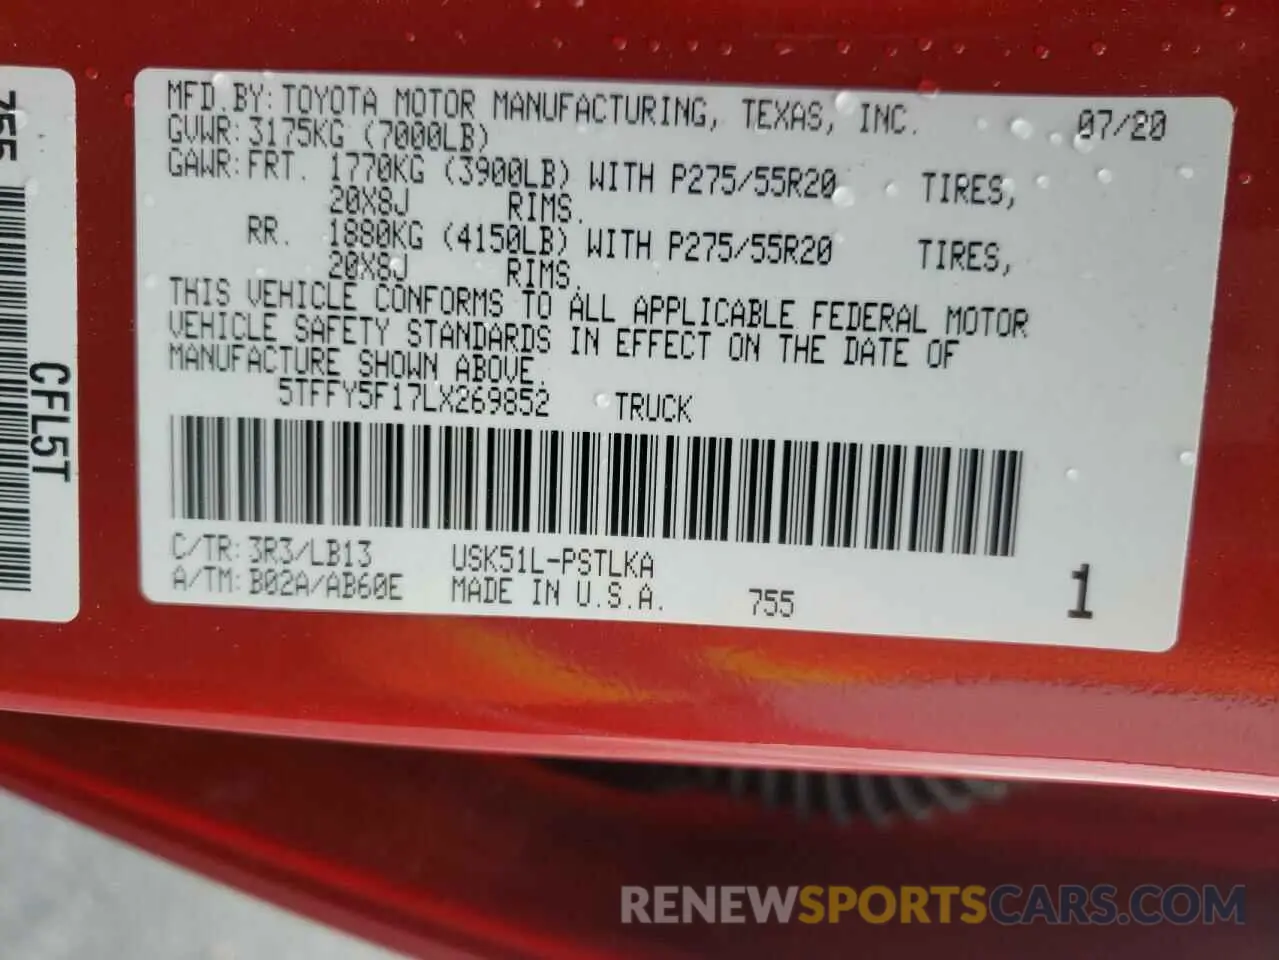 MFD.BY: TOYOTA MOTOR MANUFACTURING, TEXAS, INC. 07/20
GVWR: 3175KG (7000LB)
GAWR: FRT. 1770KG (3900LB) WITH P275/55R20 TIRES,
20X8J RIMS.
RR. 1880KG (4150LB) WITH P275/55R20 TIRES,
20X8J RIMS.
THIS VEHICLE CONFORMS TO ALL APPLICABLE FEDERAL MOTOR
VEHICLE SAFETY STANDARDS IN EFFECT ON THE DATE OF
MANUFACTURE SHOWN ABOVE.
5TFFY5F17LX269852 TRUCK
C/TR: 3R3/LB13 USK51L-PSTLKA
A/TM: B02A/AB60E MADE IN U.S.A. 755 1
755
CFL5T
RENEWSPORTSCARS.COM